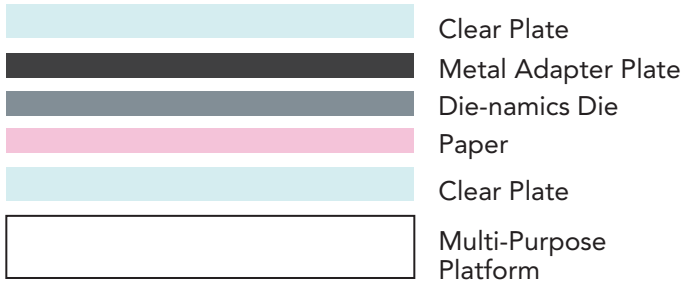 Clear Plate
Metal Adapter Plate
Die-namics Die
Paper
Clear Plate
Multi-Purpose
Platform